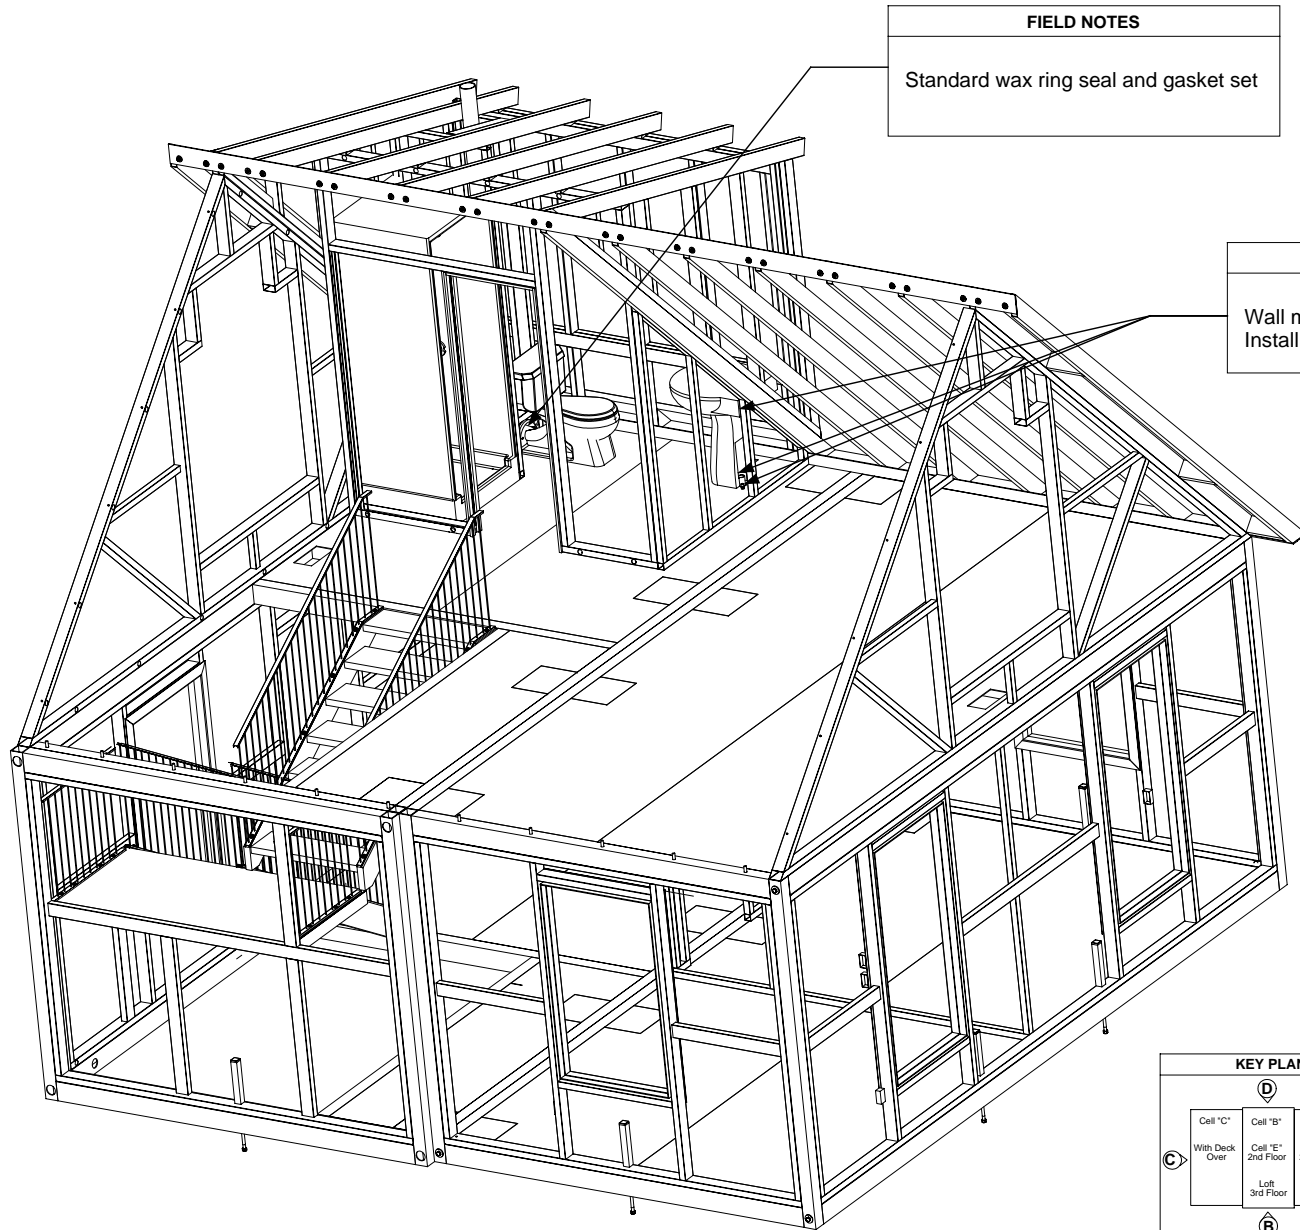 FIELD NOTES
Standard wax ring seal and gasket set
Wall
Install
KEY PLAN
D
Cell "C"
Cell "B"
With Deck
Over
Cell "E"
2nd Floor
C
Loft
3rd Floor
B